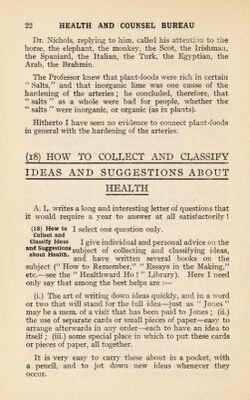 22 HEALTH AND COUNSEL BUREAU
Dr. Nichols, replying to him, called his attention to the
horse, the elephant, the monkey, the Scot, the Irishman,
the Spaniard, the Italian, the Turk, the Egyptian, the
Arab, the Brahmin.
The Professor knew that plant-foods were rich in certain
“ Salts,” and that inorganic lime was one cause of the
hardening of the arteries ; he concluded, therefore, that
“ salts ” as a whole were bad for people, whether the
“ salts ” were inorganic, or organic (as in plants).
Hitherto I have seen no evidence to connect plant-foods
in general with the hardening of the arteries.
(18) HOW TO COLLECT AND CLASSIFY
IDEAS AND SUGGESTIONS ABOUT
HEALTH
A. L. writes a long and interesting letter of questions that
it would require a year to answer at all satisfactorily !
(18) How to
Collect and
Classify Ideas
and Suggestions
about Health.
I select one question only.
I give individual and personal advice on the
subject of collecting and classifying ideas,
and have written several books on the
subject (“ How to Remember,” “ Essays in the Making,”
etc.—see the “ Healthward Ho ! ” Library). Here I need
only say that among the best helps are :—
(i.) The art of writing down ideas quickly, and in a word
or two that will stand for the full idea—just as “ Jones ”
may be a mem. of a visit that has been paid to Jones ; (ii.)
the use of separate cards or small pieces of paper—easy to
arrange afterwards in any order—each to have an idea to
itself ; (iii.) some special place in which to put these cards
or pieces of paper, all together.
It is very easy to carry these about in a pocket, with
a pencil, and to jot down new ideas whenever they
occur.